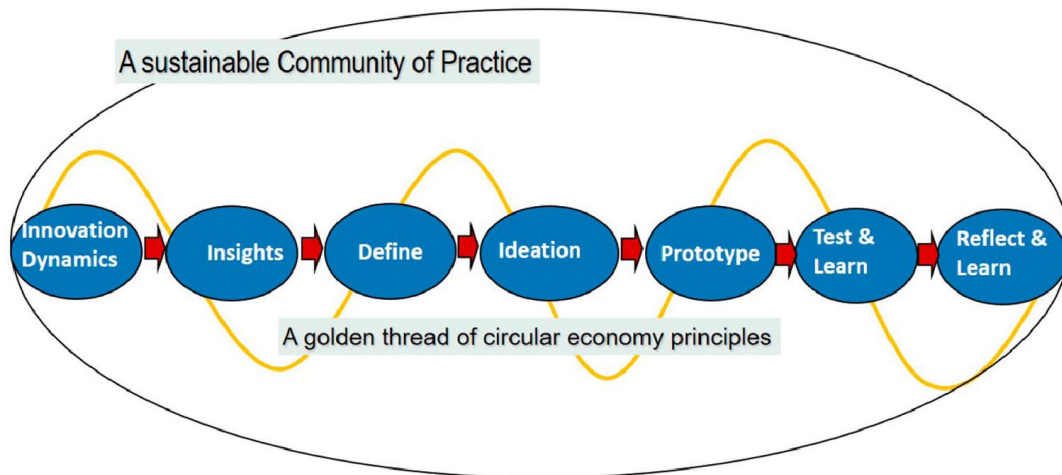 A sustainable Community of Practice
Innovation
Dynamics
Insights
Define
Ideation
Prototype
Test &
Learn
Reflect &
Learn
A golden thread of circular economy principles